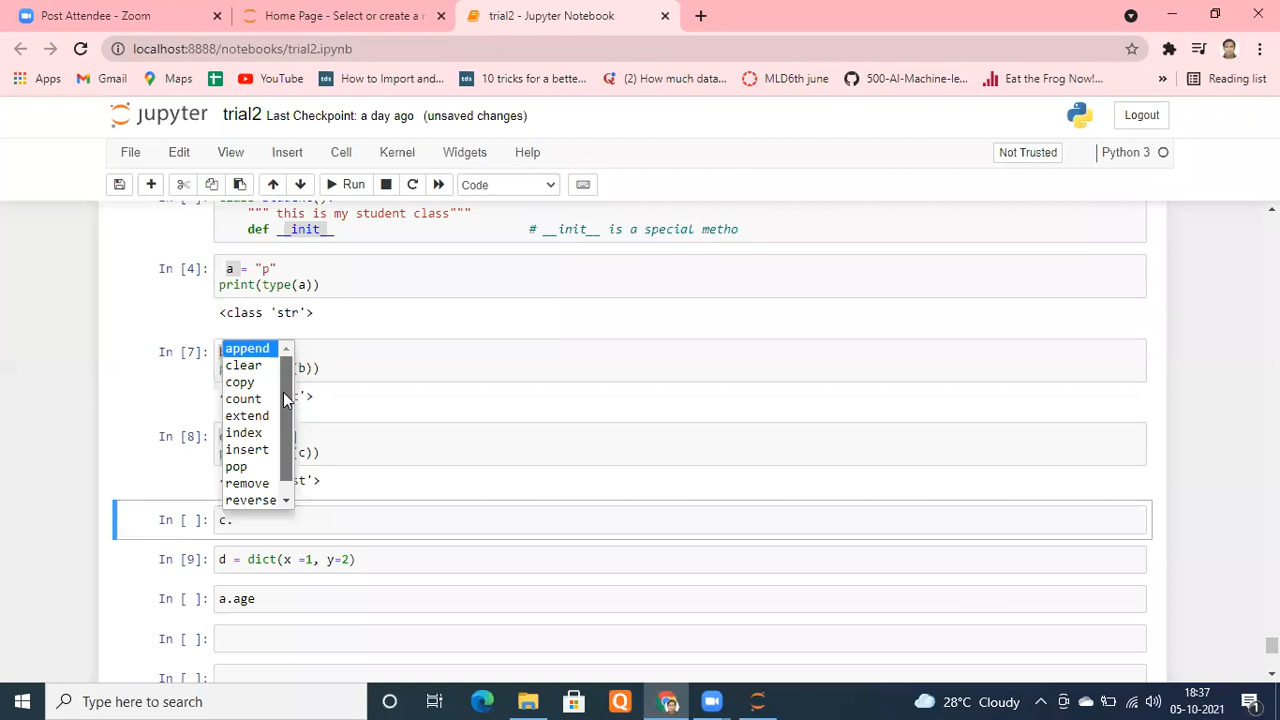 Post Attendee - Zoom
Home Page - Select or create a n
trial2 - Jupyter Notebook
localhost:8888/notebooks/trial2.ipynb
Apps
Gmail
Maps
YouTube
How to Import and...
10 tricks for a bette...
(2) How much data...
MLD6th june
500-AI-Machine-le...
Eat the Frog Now!...
»
Reading list
jupyter
trial2 Last Checkpoint: a day ago (unsaved changes)
Logout
File Edit View Insert Cell Kernel Widgets Help
Not Trusted
Python 3
Run
Code
""" this is my student class"""
def __init__ # __init__ is a special metho
In [4]: a = "p"
print(type(a))
<class 'str'>
In [7]:
(b))
'>
In [8]:
(c))
st'>
append
clear
copy
count
extend
index
insert
pop
remove
reverse
In [ ]: c.
In [9]: d = dict(x =1, y=2)
In [ ]: a.age
In [ ]:
In [ ]:
Type here to search
28°C Cloudy
18:37
05-10-2021